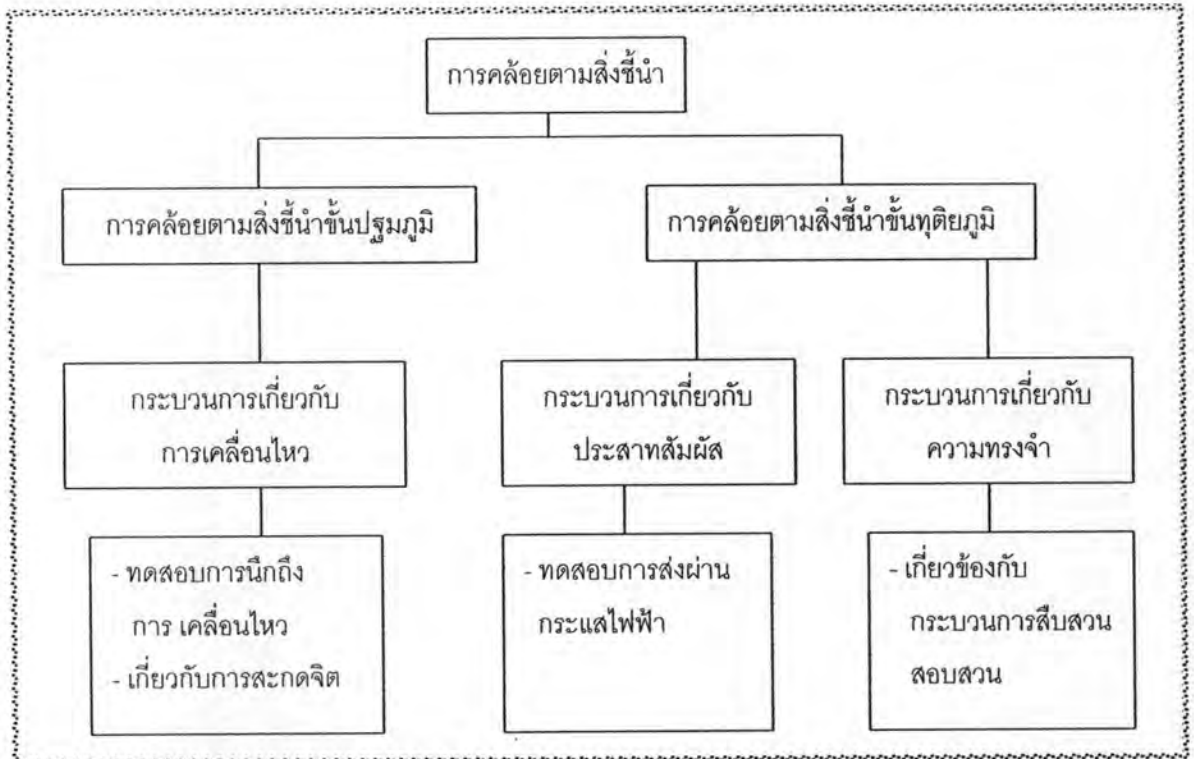 การคล้อยตามสิ่งชี้นำ
การคล้อยตามสิ่งชี้นำขั้นปฐมภูมิ
การคล้อยตามสิ่งชี้นำขั้นทุติยภูมิ
กระบวนการเกี่ยวกับ
การเคลื่อนไหว
กระบวนการเกี่ยวกับ
ประสาทสัมผัส
กระบวนการเกี่ยวกับ
ความทรงจำ
- ทดสอบการนึกถึง
การ เคลื่อนไหว
- เกี่ยวกับการสะกดจิต
- ทดสอบการส่งผ่าน
กระแสไฟฟ้า
- เกี่ยวข้องกับ
กระบวนการสืบสวน
สอบสวน